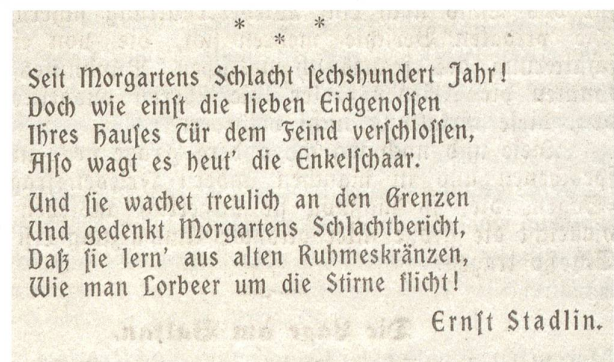 * * *
Seit Morgartens Schlacht sechshundert Jahr!
Doch wie einst die lieben Eidgenossen
Ihres Hauses Tür dem Feind verschlossen,
Also wagt es heut' die Enkelschaar.
Und sie wachet treulich an den Grenzen
Und gedenkt Morgartens Schlachtbericht,
Daß sie lern' aus alten Ruhmeskränzen,
Wie man Lorbeer um die Stirne flicht!
Ernst Stadlin.